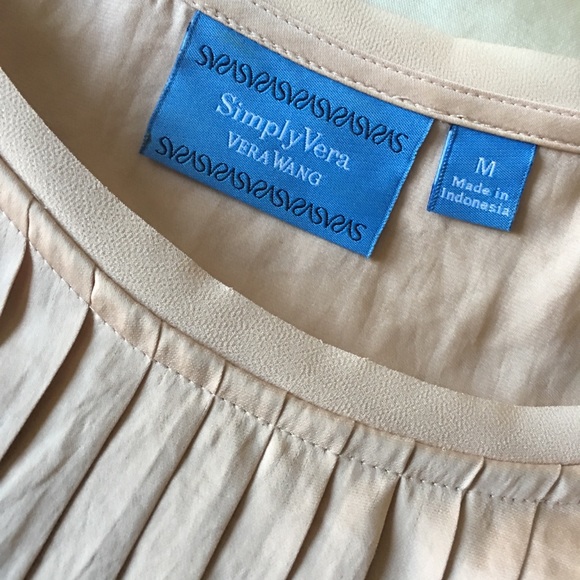 SimplyVera
VERA WANG
M
Made in
Indonesia